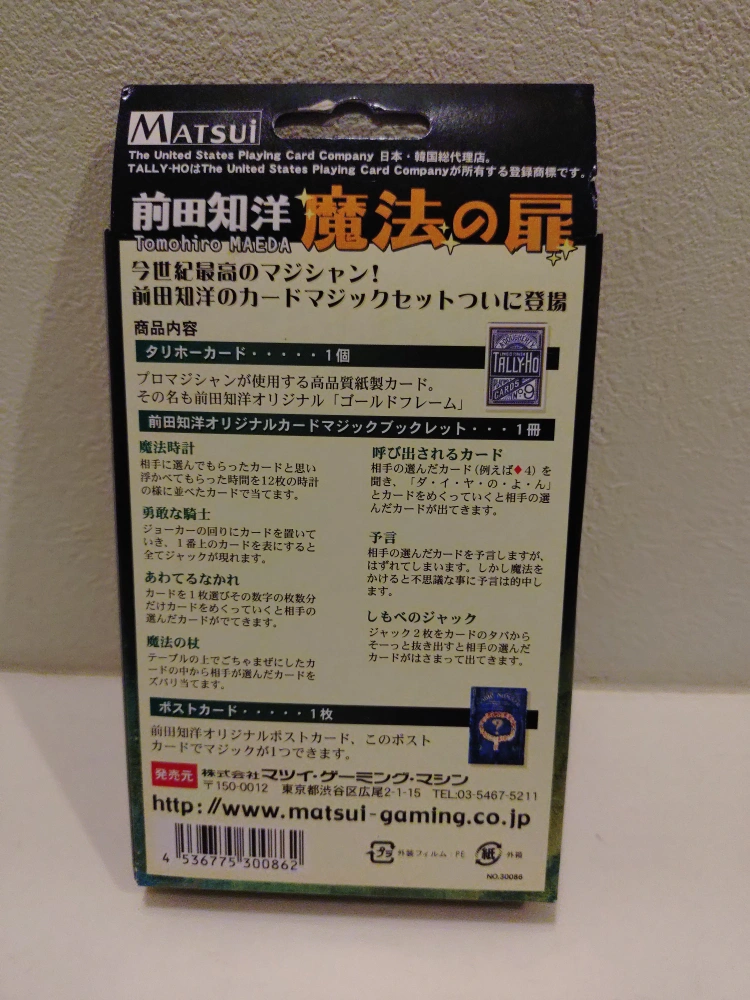 MATSUi
The United States Playing Card Company 日本・韓国総代理店。
TALLY-HOはThe United States Playing Card Companyが所有する登録商標です。
前田知洋 魔法の扉
Tomohiro MAEDA
今世紀最高のマジシャン!
前田知洋のカードマジックセットついに登場
商品内容
タリホーカード・・・・・1個
プロマジシャンが使用する高品質紙製カード。
その名も前田知洋オリジナル「ゴールドフレーム」
TALLY-HO
CARDS
No9
前田知洋オリジナルカードマジックブックレット・・・1冊
魔法時計
相手に選んでもらったカードと思い
浮かべてもらった時間を12枚の時計
の様に並べたカードで当てます。
勇敢な騎士
ジョーカーの回りにカードを置いて
いき、1番上のカードを表にすると
全てジャックが現れます。
あわてるなかれ
カードを1枚選びその数字の枚数分
だけカードをめくっていくと相手の
選んだカードがでてきます。
魔法の杖
テーブルの上でごちゃまぜにしたカ
ードの中から相手が選んだカードを
ズバリ当てます。
呼び出されるカード
相手の選んだカード(例えば♦4)を
聞き、「ダ・イ・ヤ・の・よ・ん」
とカードをめくっていくと相手の選
んだカードが出てきます。
予言
相手の選んだカードを予言しますが、
はずれてしまいます。しかし魔法を
かけると不思議な事に予言は的中し
ます。
しもべのジャック
ジャック2枚をカードのタバから
そーっと抜き出すと相手の選んだ
カードがはさまって出てきます。
ポストカード・・・・・1枚
前田知洋オリジナルポストカード、このポスト
カードでマジックが1つできます。
?
発売元 株式会社マツイ・ゲーミング・マシン
〒150-0012 東京都渋谷区広尾2-1-15 TEL:03-5467-5211
http://www.matsui-gaming.co.jp
4 536775 300862
プラ 外装フィルム:PE 紙 外箱
NO.30086